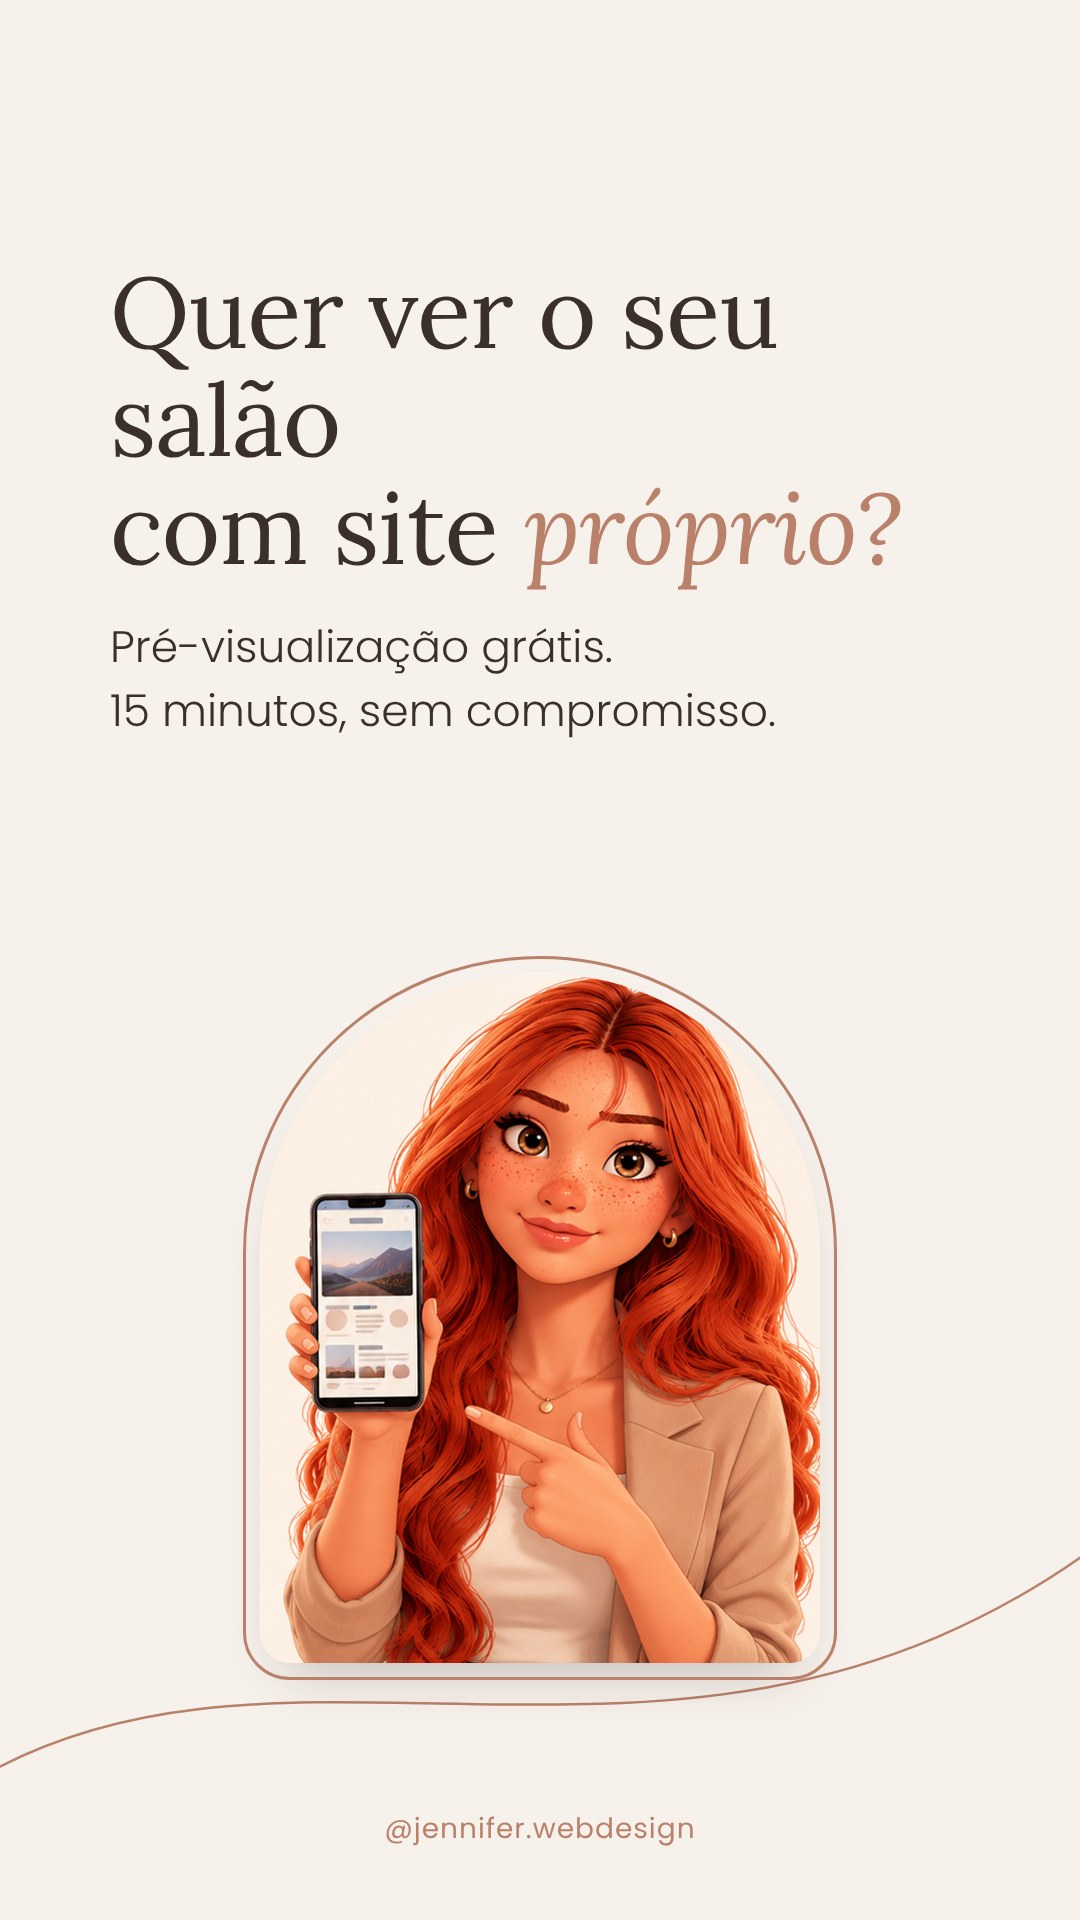 Quer ver o seu
salão
com site próprio?
Pré-visualização grátis.
15 minutos, sem compromisso.
@jennifer.webdesign